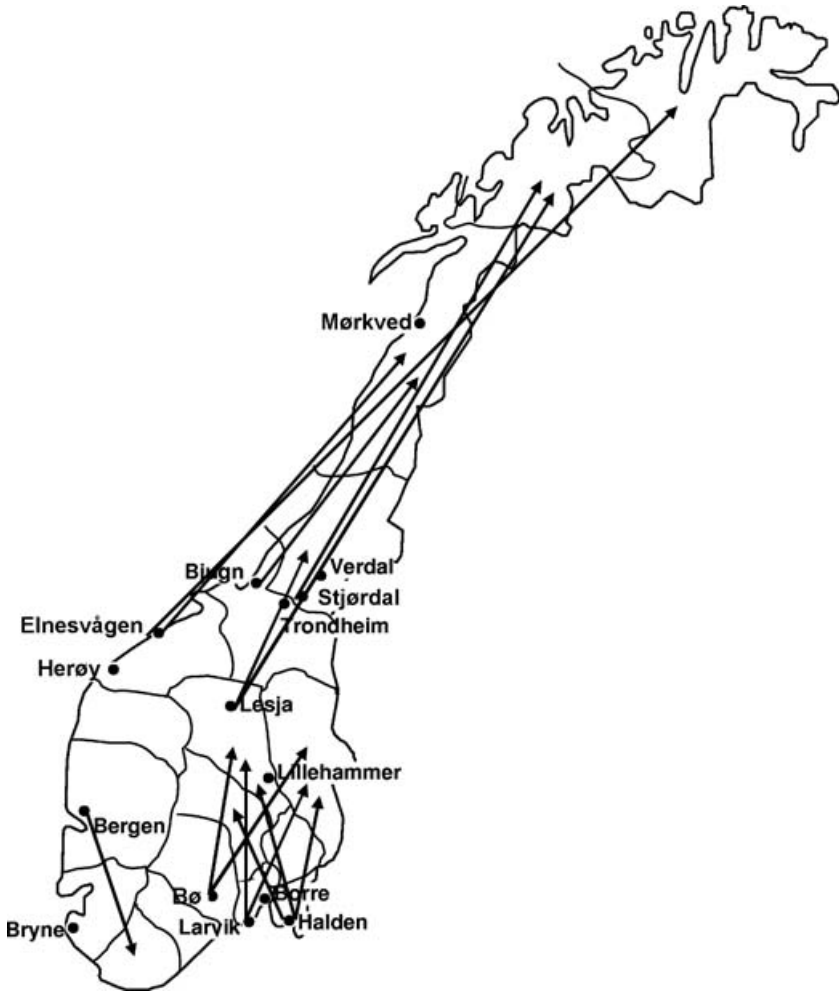 Mørkved
Bjugn
Verdal
Stjørdal
Trondheim
Elnesvågen
Herøy
Lesja
Lillehammer
Bergen
Bø
Borre
Larvik
Halden
Bryne